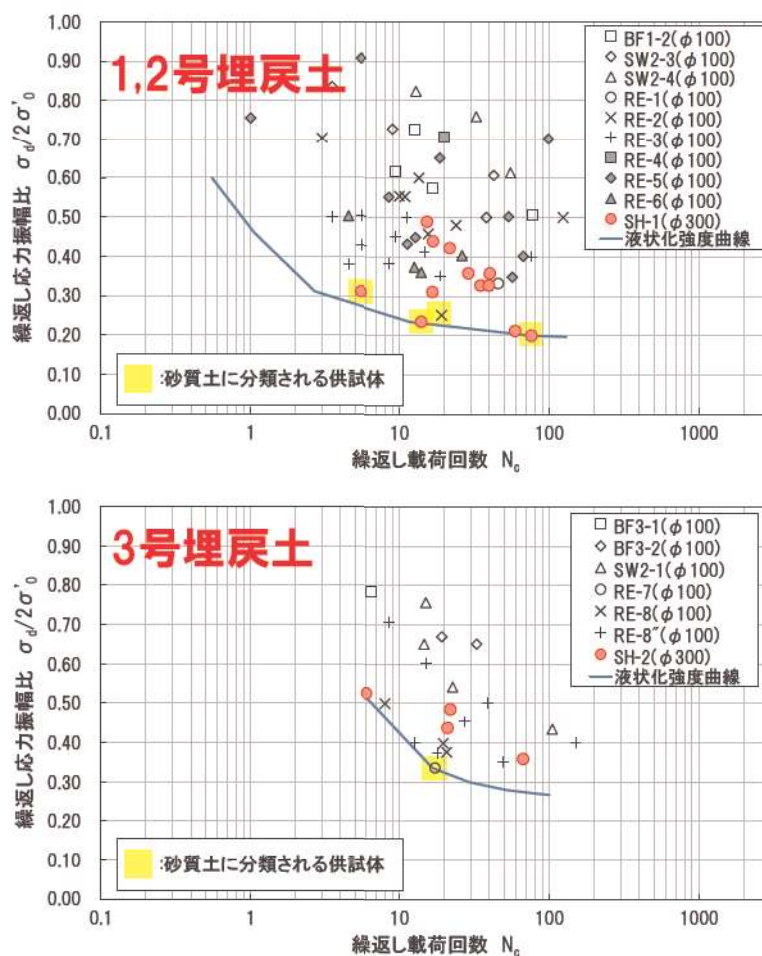 1.00
0.90
0.80
0.70
0.60
0.50
0.40
0.30
0.20
0.10
0.00
繰返し応力振幅比 σd/2σ'0
1,2号埋戻土
BF1-2(φ100)
SW2-3(φ100)
SW2-4(φ100)
RE-1(φ100)
RE-2(φ100)
RE-3(φ100)
RE-4(φ100)
RE-5(φ100)
RE-6(φ100)
SH-1(φ300)
液状化強度曲線
:砂質土に分類される供試体
0.1 1 10 100 1000
繰返し載荷回数 Nc
1.00
0.90
0.80
0.70
0.60
0.50
0.40
0.30
0.20
0.10
0.00
繰返し応力振幅比 σd/2σ'0
3号埋戻土
BF3-1(φ100)
BF3-2(φ100)
SW2-1(φ100)
RE-7(φ100)
RE-8(φ100)
RE-8″(φ100)
SH-2(φ300)
液状化強度曲線
:砂質土に分類される供試体
0.1 1 10 100 1000
繰返し載荷回数 Nc